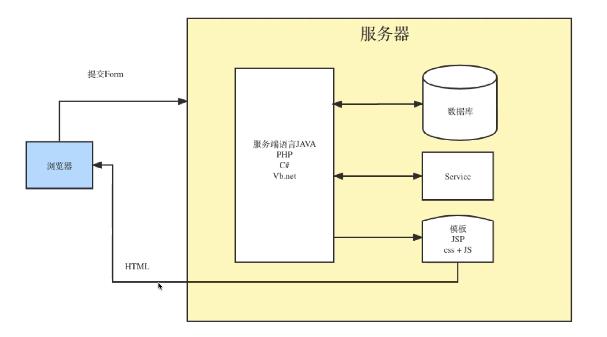 服务器
提交Form
数据库
服务端语言JAVA
PHP
C#
Vb.net
浏览器
Service
模板
JSP
css + JS
HTML